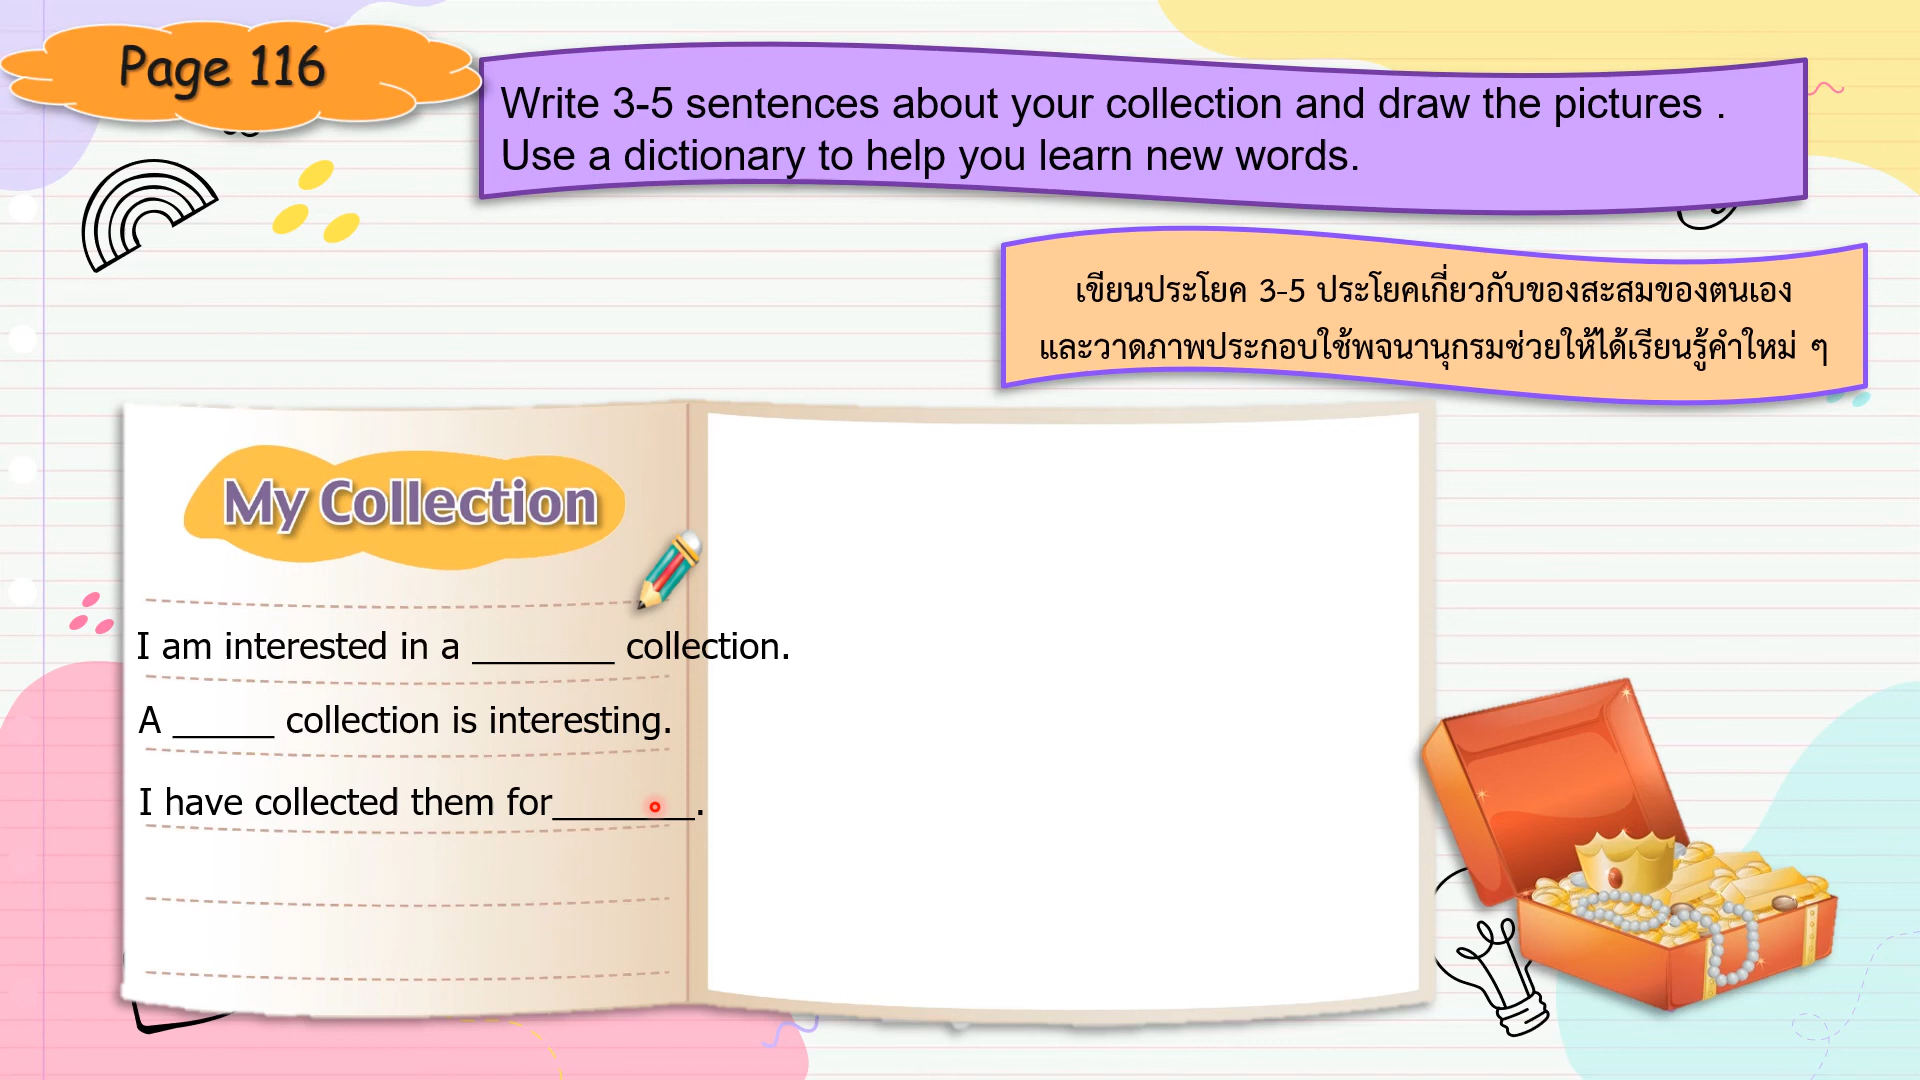 Page 116
Write 3-5 sentences about your collection and draw the pictures .
Use a dictionary to help you learn new words.
เขียนประโยค 3-5 ประโยคเกี่ยวกับของสะสมของตนเอง
และวาดภาพประกอบใช้พจนานุกรมช่วยให้ได้เรียนรู้คำใหม่ ๆ
My Collection
I am interested in a _______ collection.
A _____ collection is interesting.
I have collected them for_______.